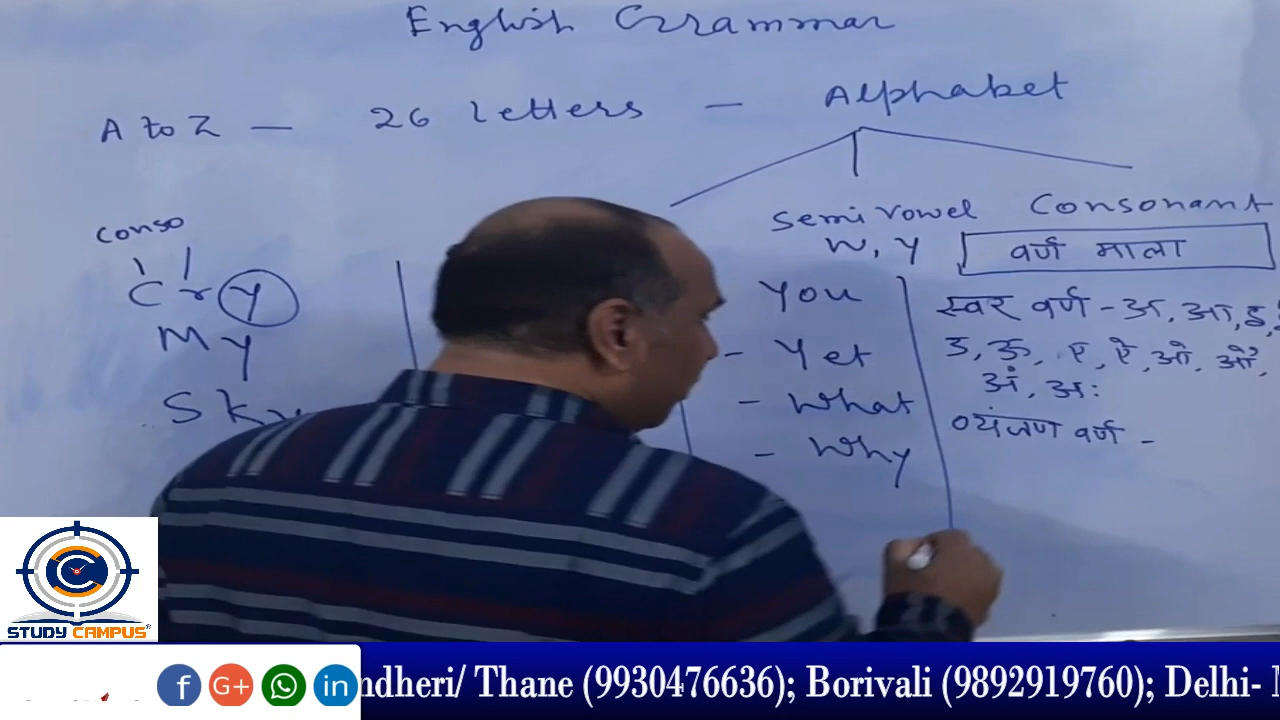 English Grammar
A to Z - 26 Letters - Alphabet
Semi Vowel
W, Y
Consonant
वर्ण माला
Conso
C r y
My
You
- Yet
- What
- Why
स्वर वर्ण - अ, आ, इ,
उ, ऊ, ए, ऐ, ओ, औ,
अं, अः
व्यंजण वर्ण -
STUDY CAMPUS
f G+ in
ndheri/ Thane (9930476636); Borivali (9892919760); Delhi-